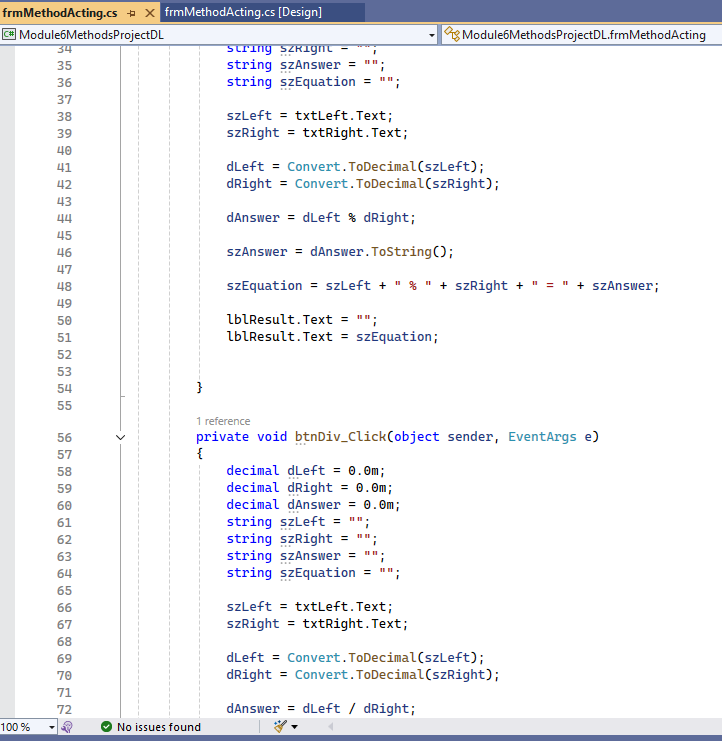 frmMethodActing.cs
frmMethodActing.cs [Design]
C# Module6MethodsProjectDL
Module6MethodsProjectDL.frmMethodActing
34 string szRight = "";
35 string szAnswer = "";
36 string szEquation = "";
37
38 szLeft = txtLeft.Text;
39 szRight = txtRight.Text;
40
41 dLeft = Convert.ToDecimal(szLeft);
42 dRight = Convert.ToDecimal(szRight);
43
44 dAnswer = dLeft % dRight;
45
46 szAnswer = dAnswer.ToString();
47
48 szEquation = szLeft + " % " + szRight + " = " + szAnswer;
49
50 lblResult.Text = "";
51 lblResult.Text = szEquation;
52
53
54 }
55
1 reference
56 private void btnDiv_Click(object sender, EventArgs e)
57 {
58 decimal dLeft = 0.0m;
59 decimal dRight = 0.0m;
60 decimal dAnswer = 0.0m;
61 string szLeft = "";
62 string szRight = "";
63 string szAnswer = "";
64 string szEquation = "";
65
66 szLeft = txtLeft.Text;
67 szRight = txtRight.Text;
68
69 dLeft = Convert.ToDecimal(szLeft);
70 dRight = Convert.ToDecimal(szRight);
71
72 dAnswer = dLeft / dRight;
100 %
No issues found